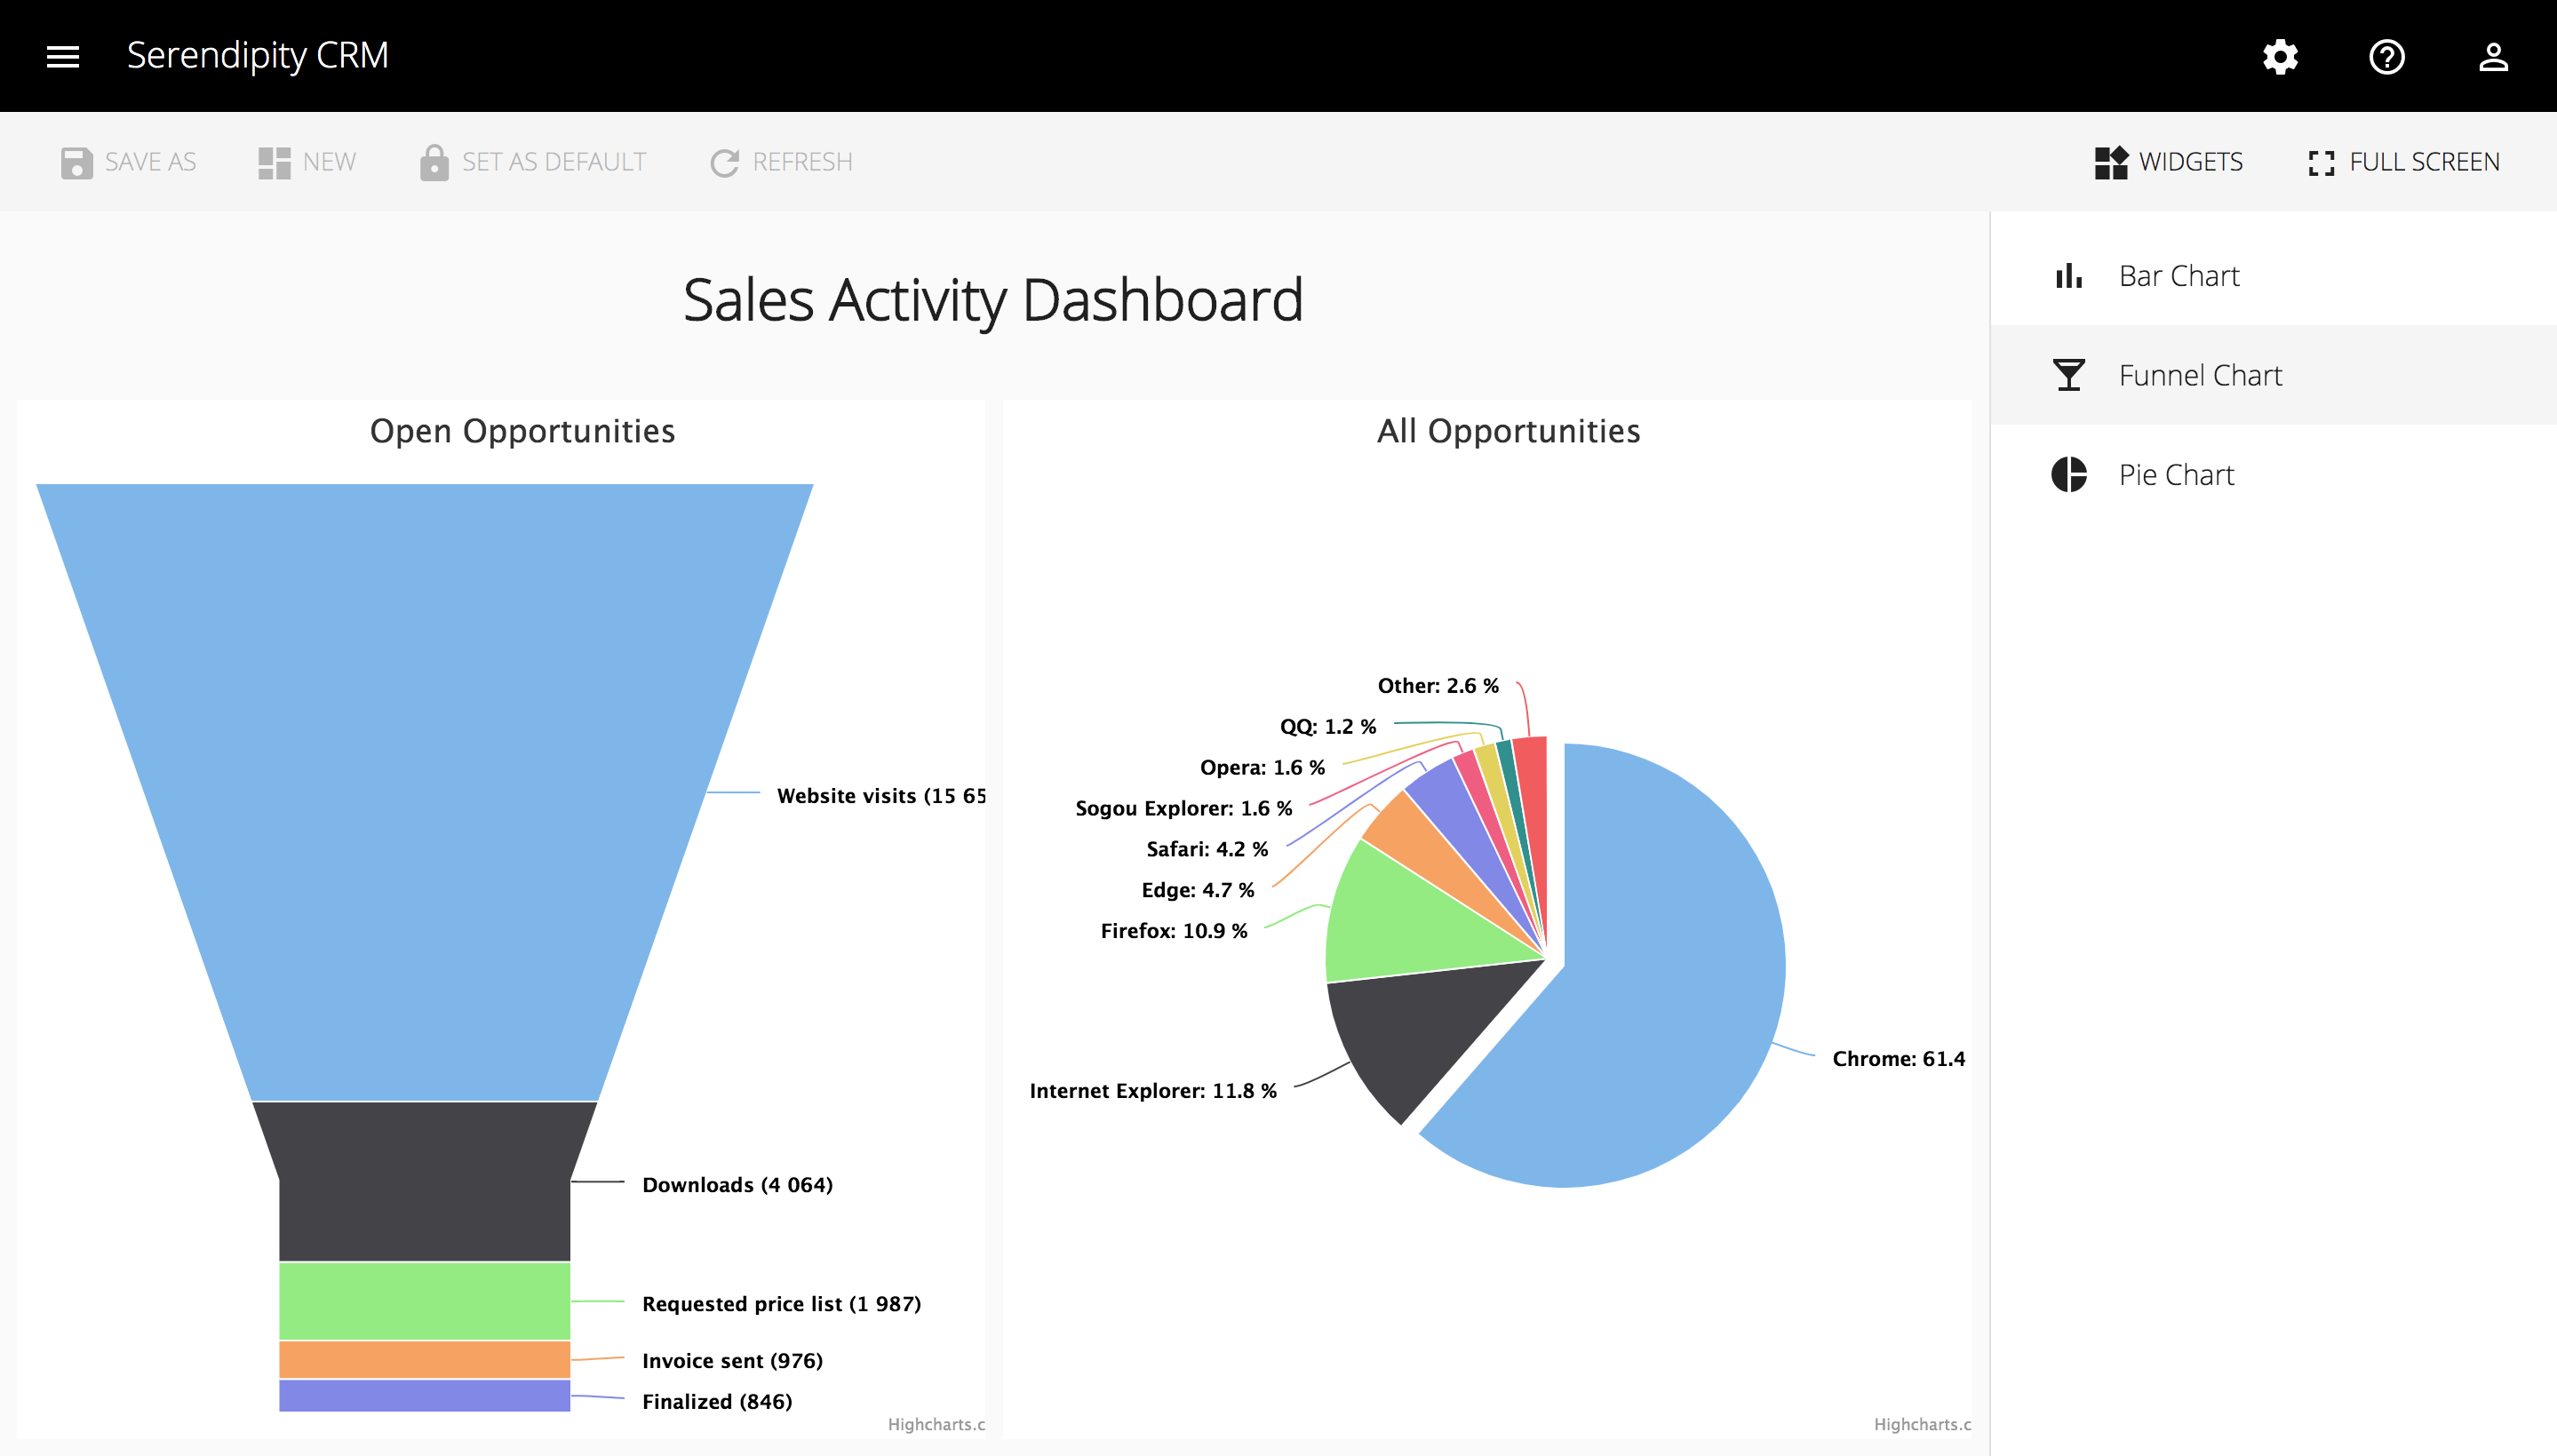 Serendipity CRM
SAVE AS
NEW
SET AS DEFAULT
REFRESH
WIDGETS
FULL SCREEN
Sales Activity Dashboard
Bar Chart
Funnel Chart
Pie Chart
Open Opportunities
Website visits (15 65
Downloads (4 064)
Requested price list (1 987)
Invoice sent (976)
Finalized (846)
Highcharts.c
All Opportunities
Other: 2.6 %
QQ: 1.2 %
Opera: 1.6 %
Sogou Explorer: 1.6 %
Safari: 4.2 %
Edge: 4.7 %
Firefox: 10.9 %
Internet Explorer: 11.8 %
Chrome: 61.4
Highcharts.c